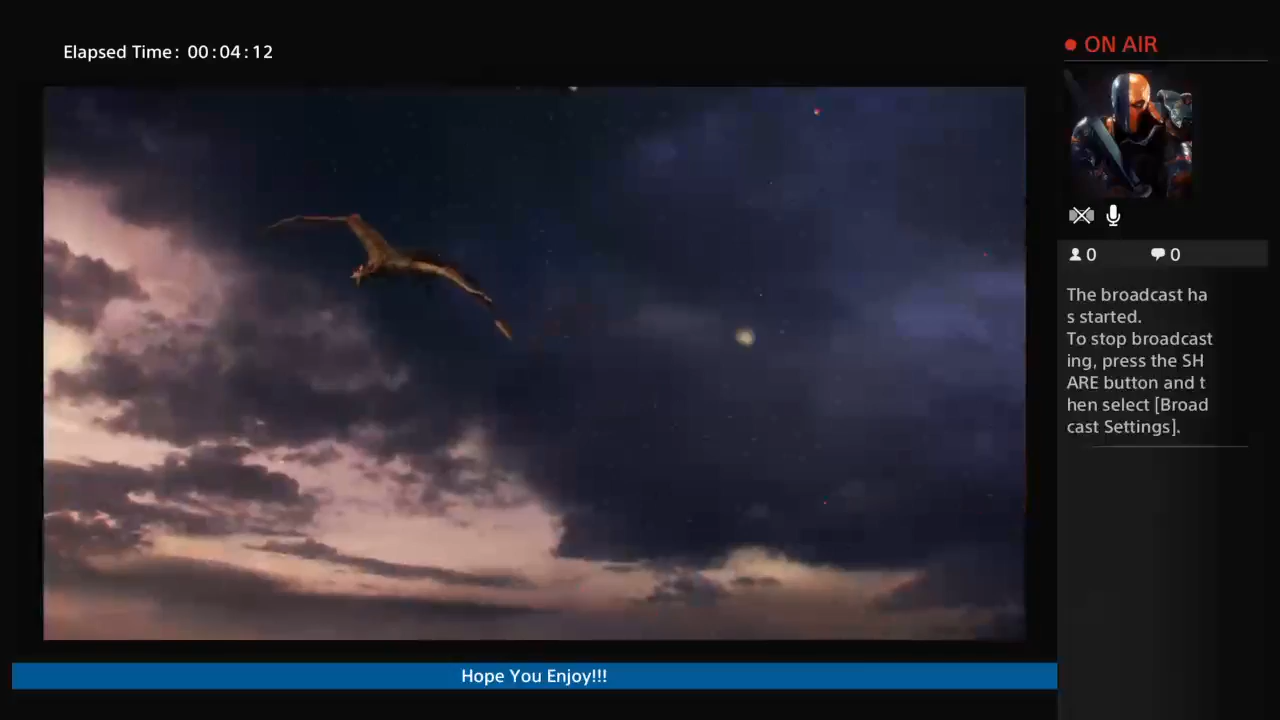 Elapsed Time: 00:04:12
ON AIR
0
0
The broadcast ha
s started.
To stop broadcast
ing, press the SH
ARE button and t
hen select [Broad
cast Settings].
Hope You Enjoy!!!